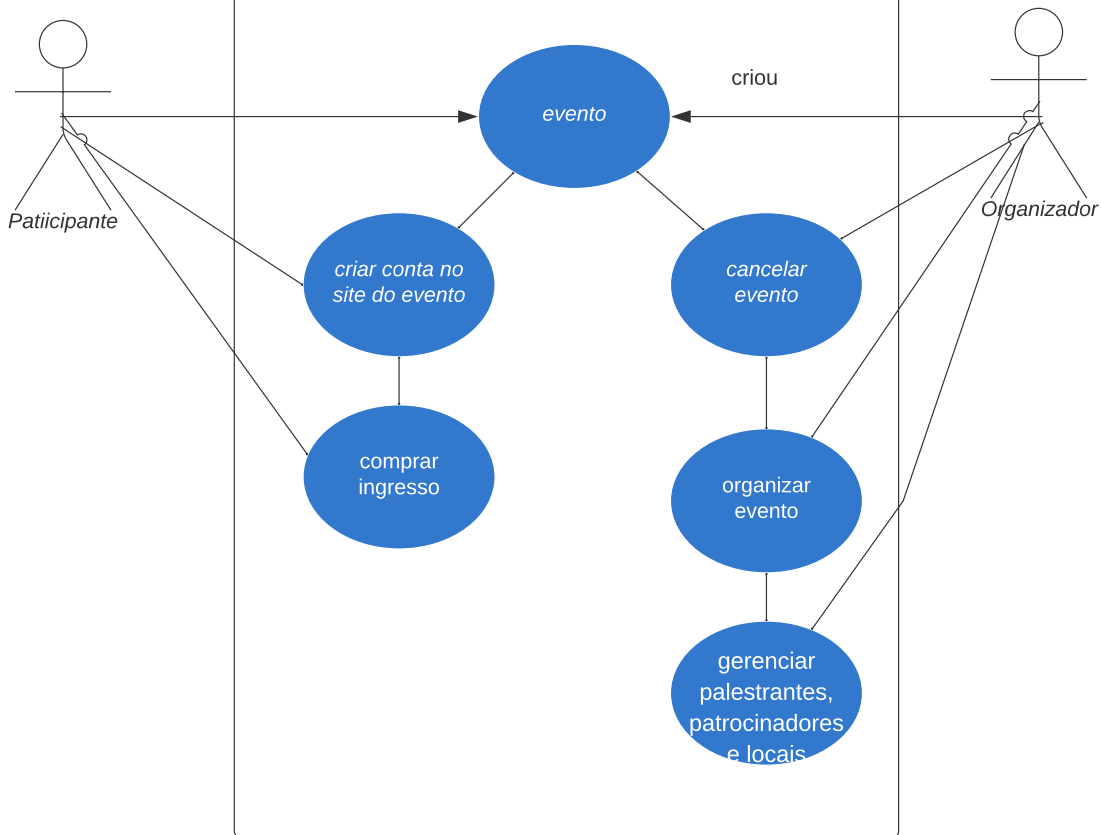 criou
evento
Patiicipante
Organizador
criar conta no
site do evento
cancelar
evento
comprar
ingresso
organizar
evento
gerenciar
palestrantes,
patrocinadores
e locais